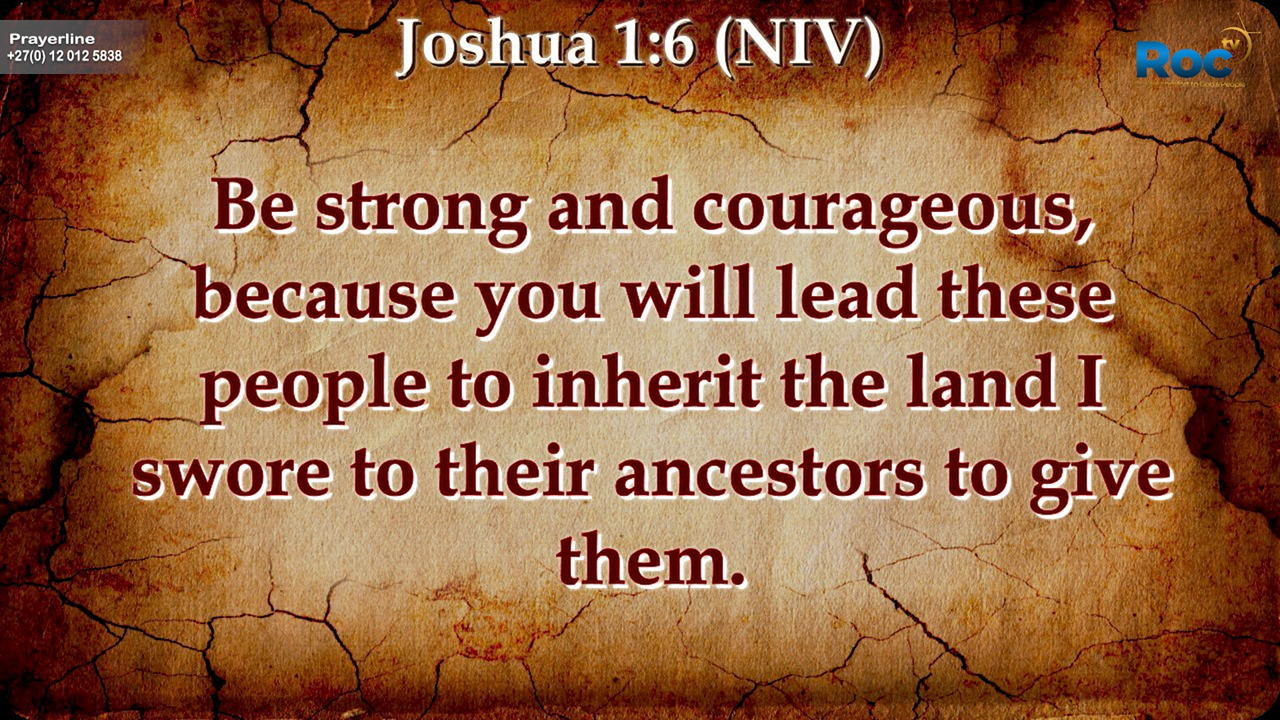 Prayerline
+27(0) 12 012 5838
Joshua 1:6 (NIV)
Roc tv
Be strong and courageous,
because you will lead these
people to inherit the land I
swore to their ancestors to give
them.